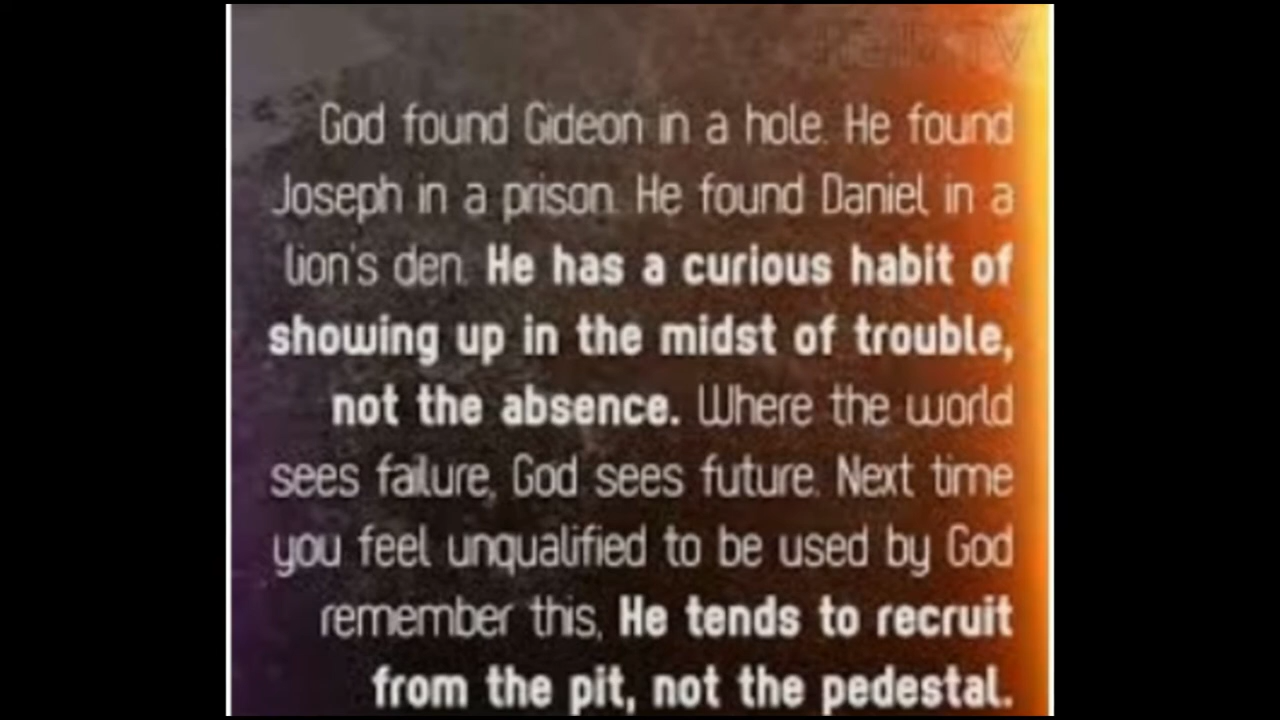 God found Gideon in a hole. He found
Joseph in a prison. He found Daniel in a
lion's den. He has a curious habit of
showing up in the midst of trouble,
not the absence. Where the world
sees failure, God sees future. Next time
you feel unqualified to be used by God
remember this, He tends to recruit
from the pit, not the pedestal.